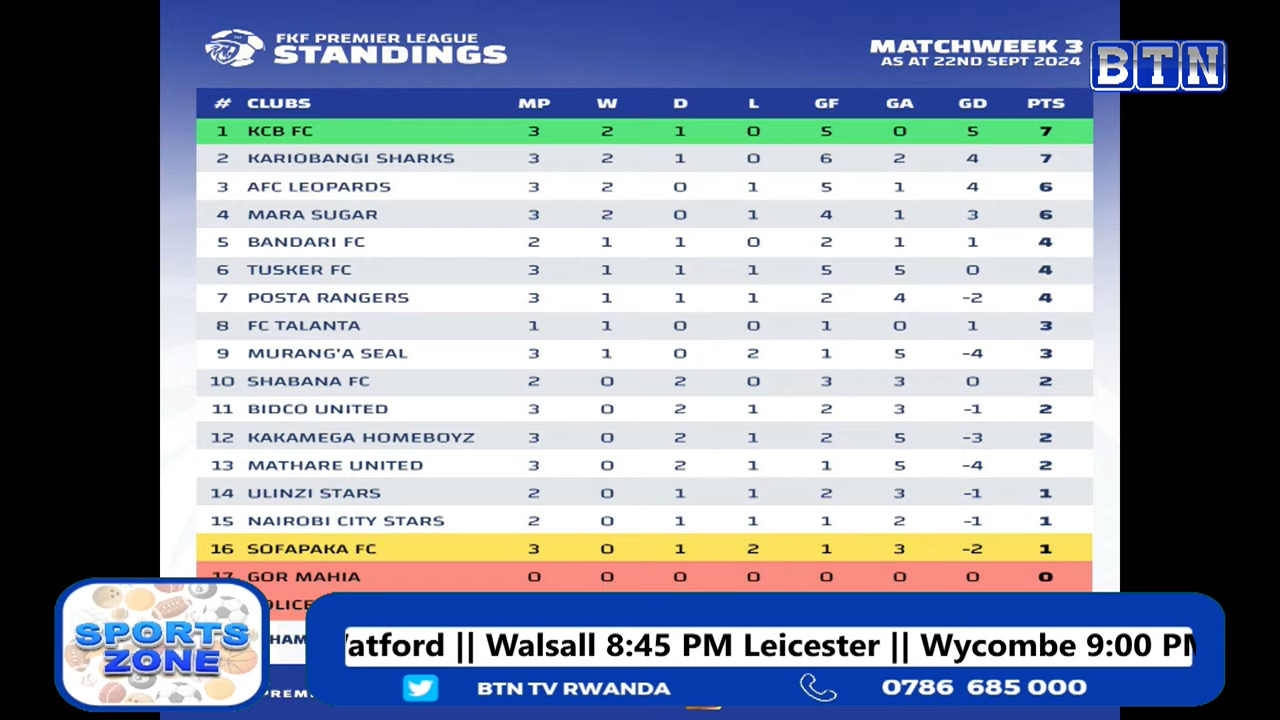 FKF PREMIER LEAGUE
STANDINGS
MATCHWEEK 3
AS AT 22ND SEPT 2024
BTN
# CLUBS MP W D L GF GA GD PTS
1 KCB FC 3 2 1 0 5 0 5 7
2 KARIOBANGI SHARKS 3 2 1 0 6 2 4 7
3 AFC LEOPARDS 3 2 0 1 5 1 4 6
4 MARA SUGAR 3 2 0 1 4 1 3 6
5 BANDARI FC 2 1 1 0 2 1 1 4
6 TUSKER FC 3 1 1 1 5 5 0 4
7 POSTA RANGERS 3 1 1 1 2 4 -2 4
8 FC TALANTA 1 1 0 0 1 0 1 3
9 MURANG'A SEAL 3 1 0 2 1 5 -4 3
10 SHABANA FC 2 0 2 0 3 3 0 2
11 BIDCO UNITED 3 0 2 1 2 3 -1 2
12 KAKAMEGA HOMEBOYZ 3 0 2 1 2 5 -3 2
13 MATHARE UNITED 3 0 2 1 1 5 -4 2
14 ULINZI STARS 2 0 1 1 2 3 -1 1
15 NAIROBI CITY STARS 2 0 1 1 1 2 -1 1
16 SOFAPAKA FC 3 0 1 2 1 3 -2 1
17 GOR MAHIA 0 0 0 0 0 0 0 0
OLICE
HAM
PREM
SPORTS
ZONE
atford || Walsall 8:45 PM Leicester || Wycombe 9:00 PM
BTN TV RWANDA 0786 685 000